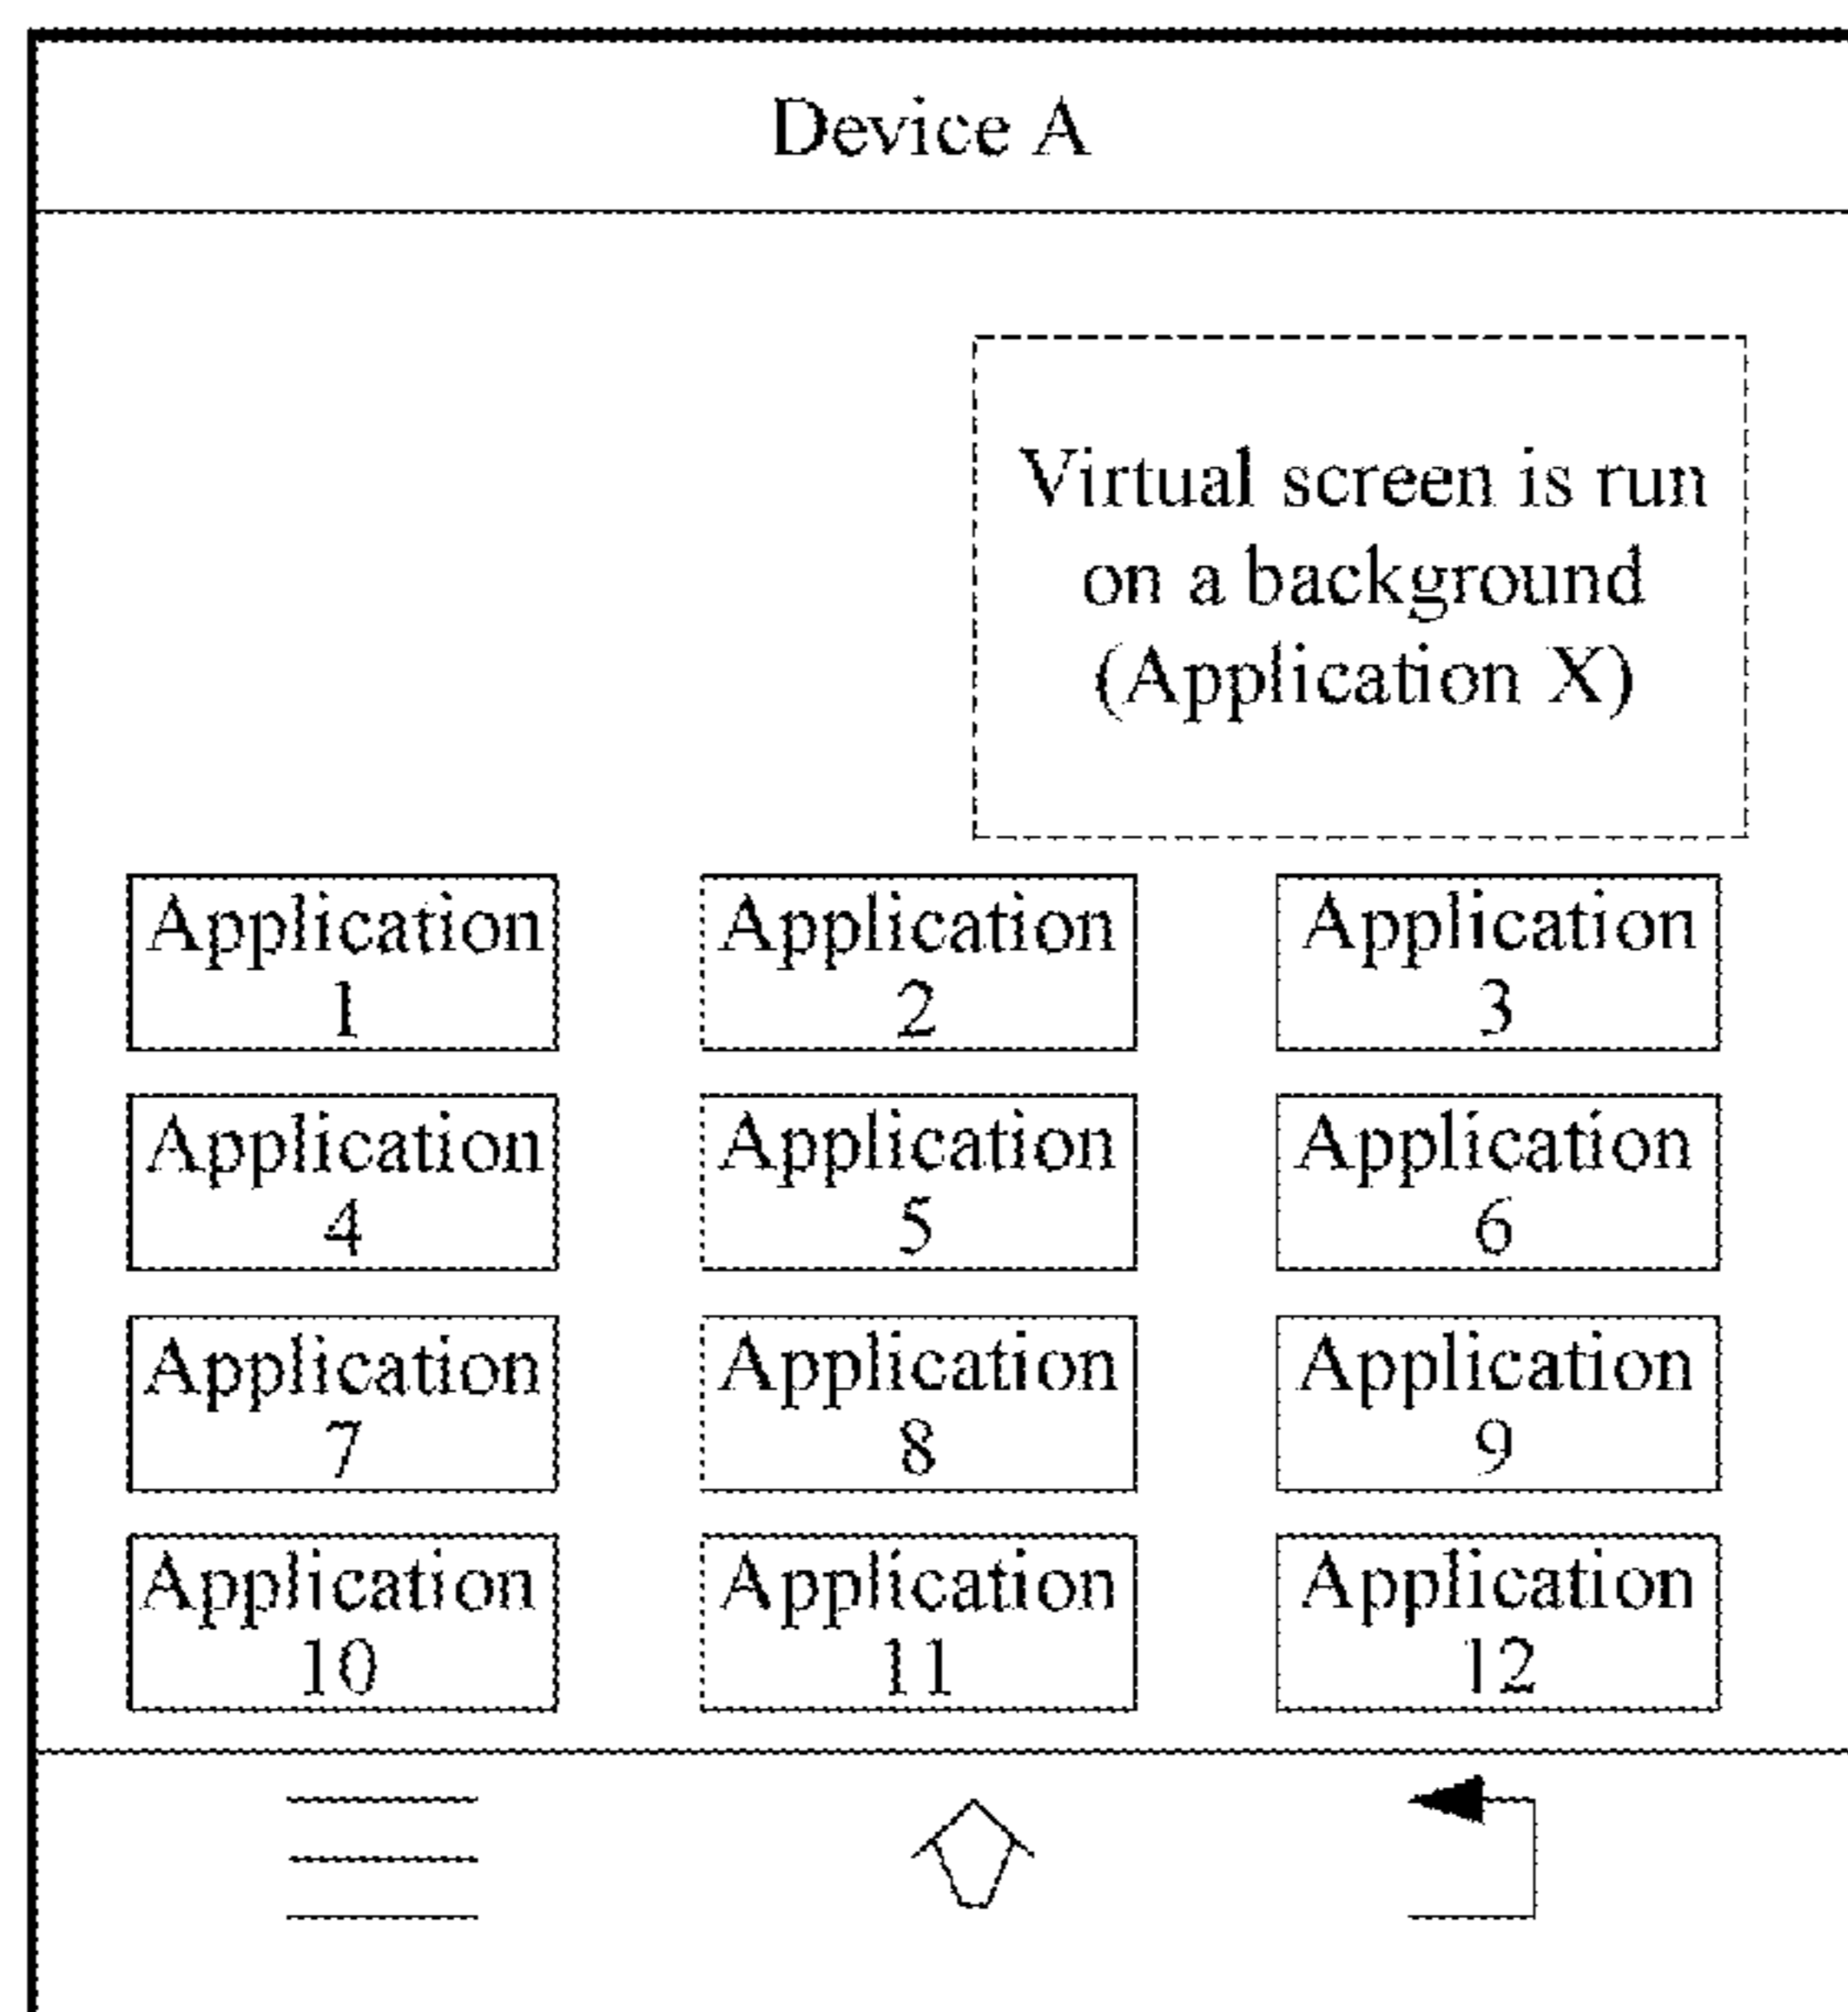 Device A
Virtual screen is run
on a background
(Application X)
Application
1
Application
2
Application
3
Application
4
Application
5
Application
6
Application
7
Application
8
Application
9
Application
10
Application
11
Application
12